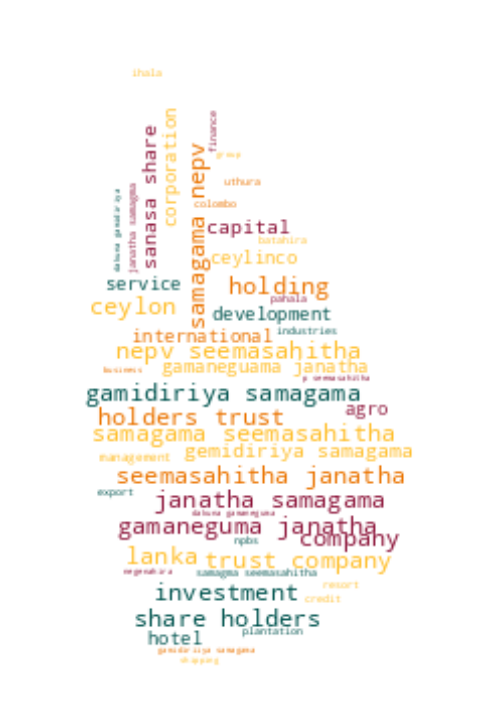 ihala
sanasa share
corporation
finance
samagama nepv
group
dakuna gamidiriya
janatha samagma
uthura
colombo
capital
batahira
ceylinco
service
holding
pahala
ceylon
development
international
industries
nepv seemasahitha
gamaneguama janatha
business
p seemasahitha
gamidiriya samagama
agro
holders trust
samagama seemasahitha
gemidiriya samagama
management
seemasahitha janatha
export
janatha samagama
dakuna gamaneguma
gamaneguma janatha
company
npbs
lanka
trust company
negenahira
samagma seemasahitha
resort
investment
credit
share holders
plantation
hotel
gamidiriiya samagama
shopping